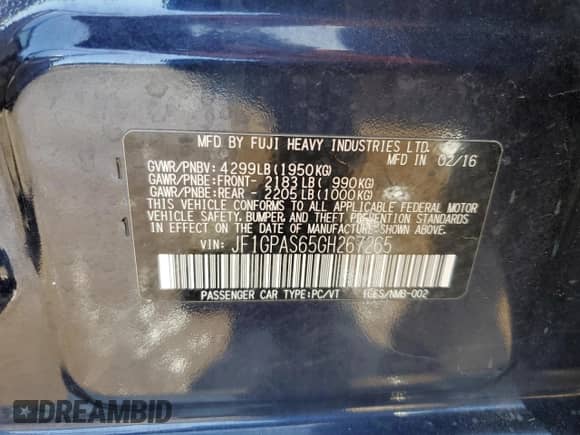 MFD BY FUJI HEAVY INDUSTRIES LTD.
MADE IN 02/16
GVWR/PNBV: 4299LB(1950KG)
GAWR/PNBE:FRONT- 2183LB( 990KG)
GAWR/PNBE:REAR - 2205LB(1000KG)
THIS VEHICLE CONFORMS TO ALL APPLICABLE FEDERAL MOTOR
VEHICLE SAFETY, BUMPER, AND THEFT PREVENTION STANDARDS
IN EFFECT ON THE DATE OF MANUFACTURE SHOWN ABOVE.
VIN: JF1GPAS65GH267265
PASSENGER CAR TYPE:PC/VT ICES/NMB-002
DREAMBID